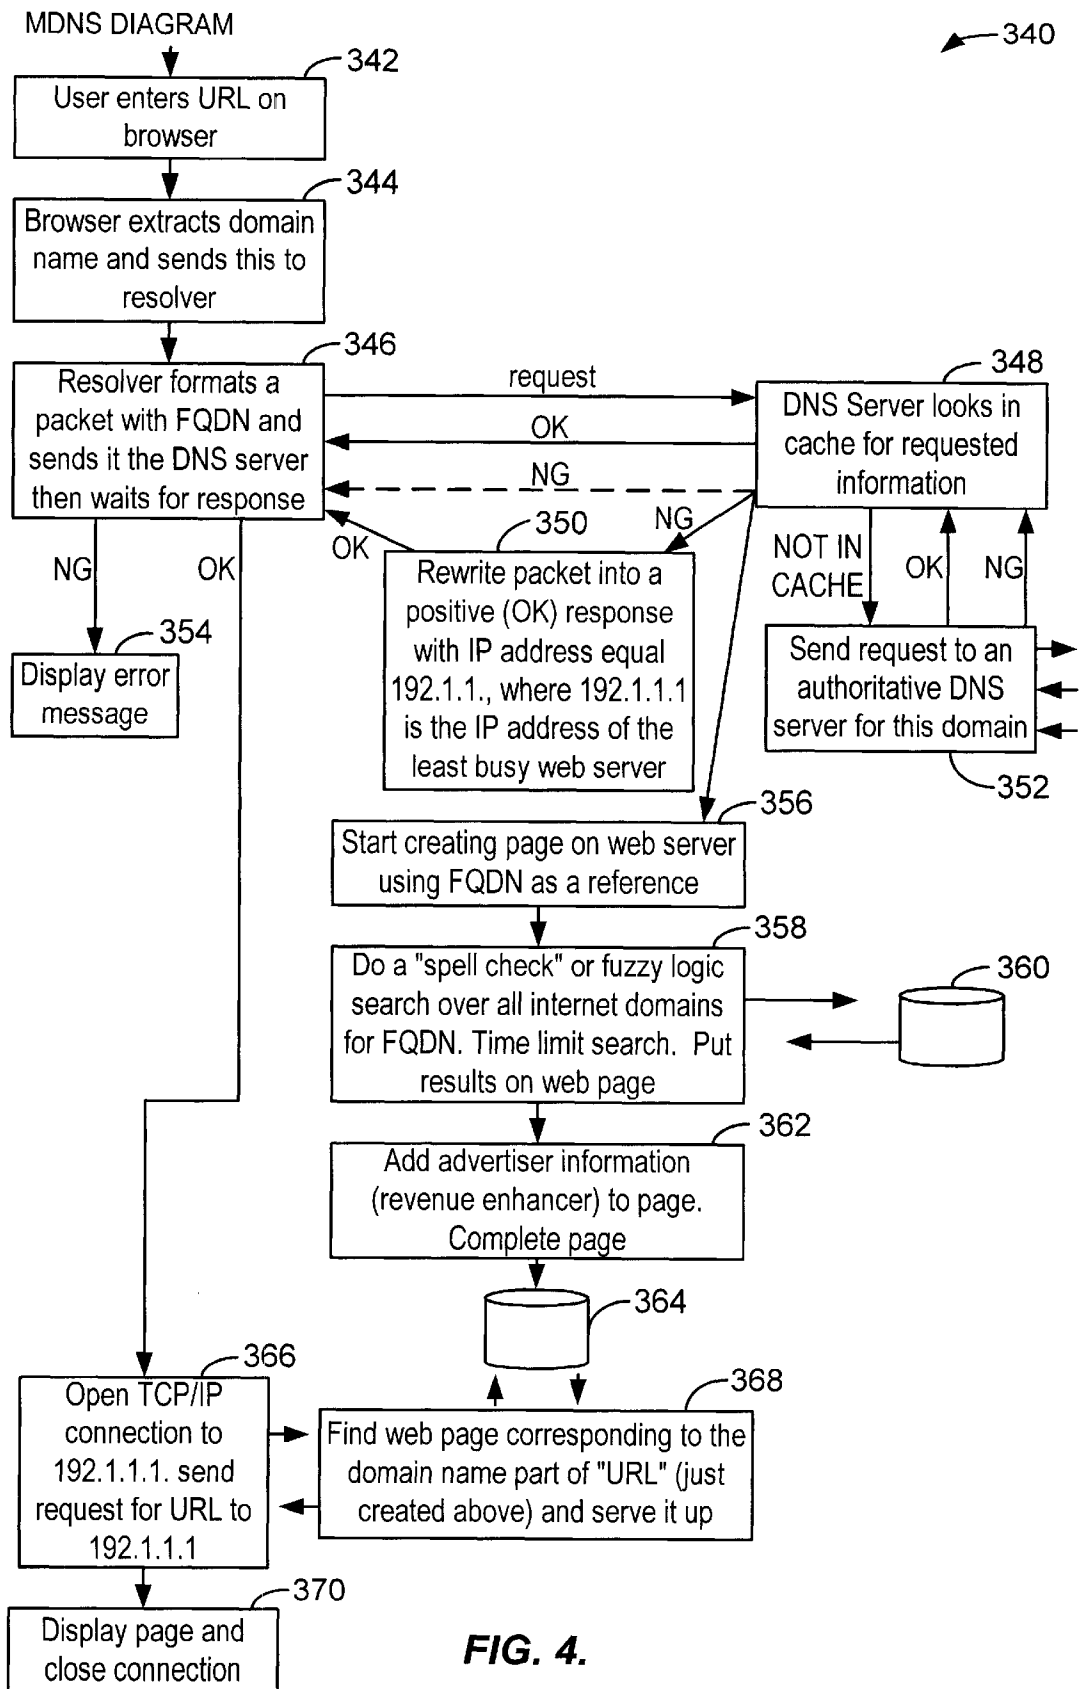 MDNS DIAGRAM
340
342
User enters URL on
browser
344
Browser extracts domain
name and sends this to
resolver
346
Resolver formats a
packet with FQDN and
sends it the DNS server
then waits for response
request
OK
NG
348
DNS Server looks in
cache for requested
information
NG
OK
350
Rewrite packet into a
positive (OK) response
with IP address equal
192.1.1., where 192.1.1.1
is the IP address of the
least busy web server
NOT IN
CACHE
OK
NG
Send request to an
authoritative DNS
server for this domain
352
NG
OK
354
Display error
message
356
Start creating page on web server
using FQDN as a reference
358
Do a "spell check" or fuzzy logic
search over all internet domains
for FQDN. Time limit search. Put
results on web page
360
362
Add advertiser information
(revenue enhancer) to page.
Complete page
364
366
Open TCP/IP
connection to
192.1.1.1. send
request for URL to
192.1.1.1
368
Find web page corresponding to the
domain name part of "URL" (just
created above) and serve it up
370
Display page and
close connection
FIG. 4.